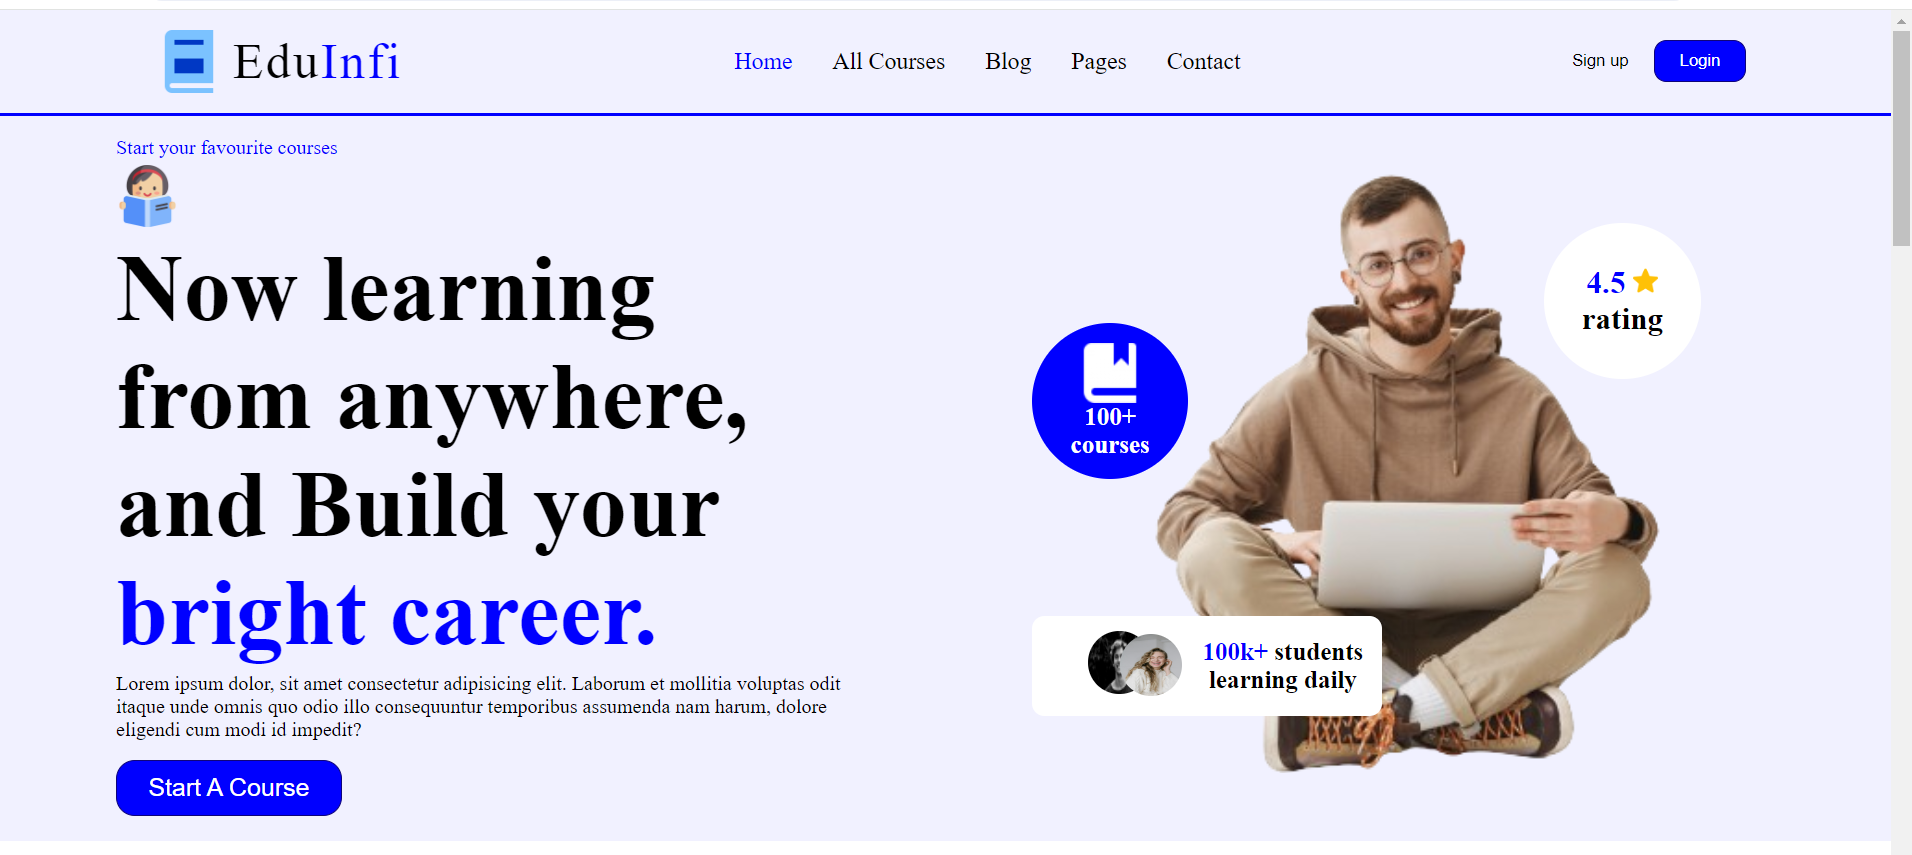 EduInfi
Home All Courses Blog Pages Contact
Sign up Login
Start your favourite courses
Now learning
from anywhere,
and Build your
bright career.
Lorem ipsum dolor, sit amet consectetur adipisicing elit. Laborum et mollitia voluptas odit
itaque unde omnis quo odio illo consequuntur temporibus assumenda nam harum, dolore
eligendi cum modi id impedit?
Start A Course
4.5
rating
100+
courses
100k+ students
learning daily